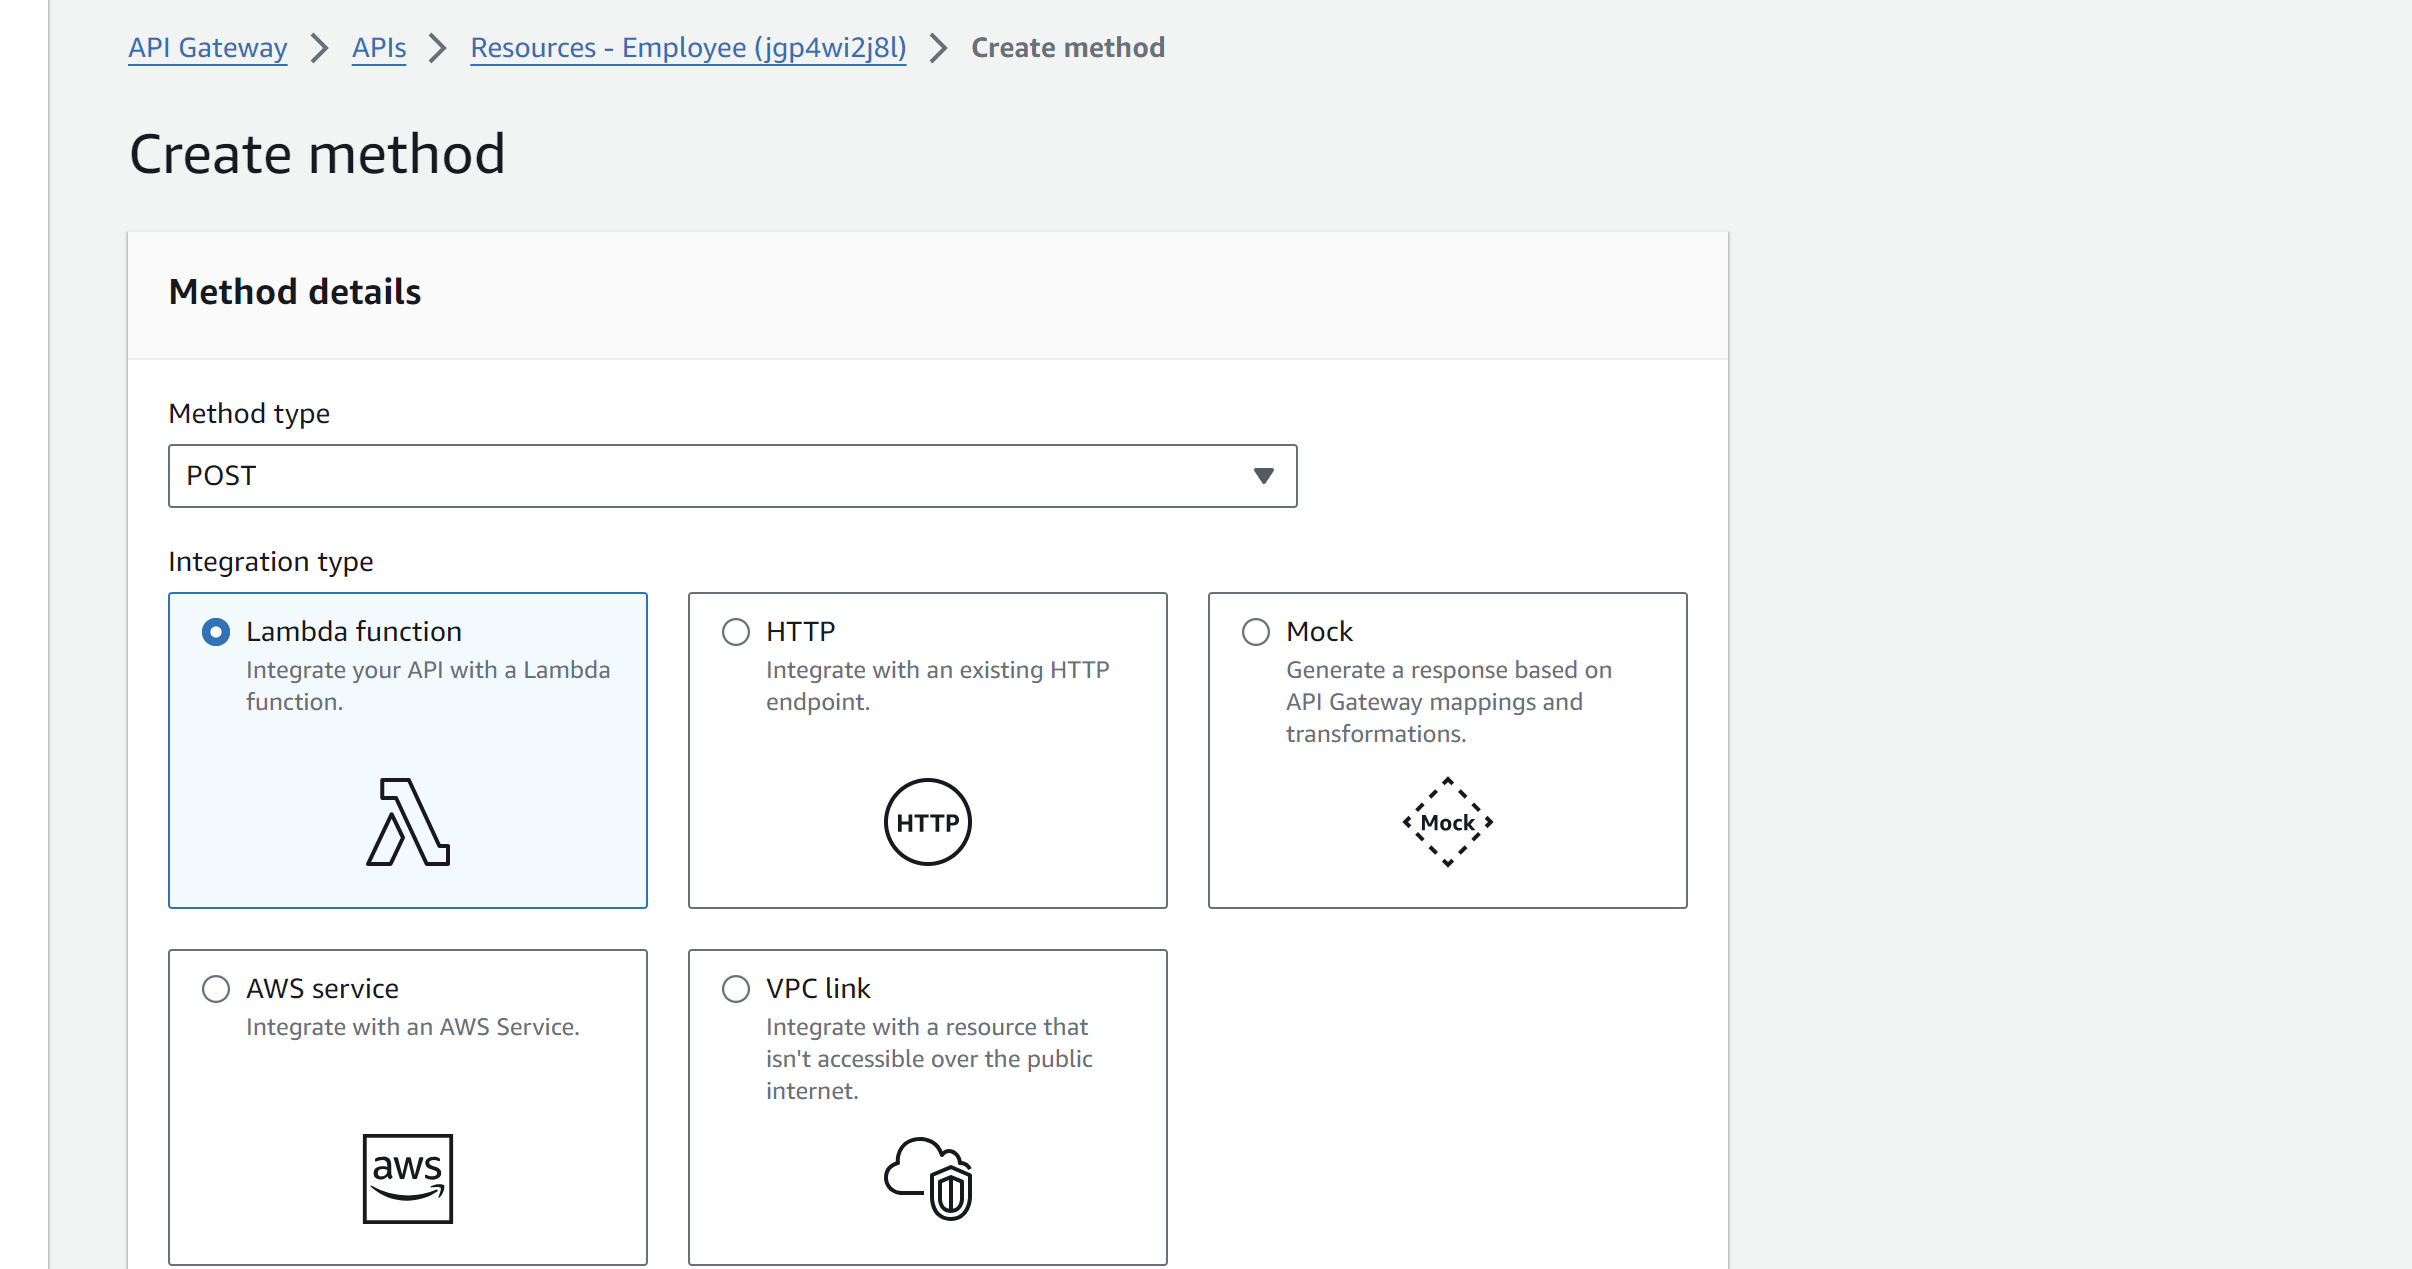 API Gateway > APIs > Resources - Employee (jgp4wi2j8l) > Create method
Create method
Method details
Method type
POST
Integration type
Lambda function
Integrate your API with a Lambda
function.
HTTP
Integrate with an existing HTTP
endpoint.
HTTP
Mock
Generate a response based on
API Gateway mappings and
transformations.
Mock
AWS service
Integrate with an AWS Service.
aws
VPC link
Integrate with a resource that
isn't accessible over the public
internet.